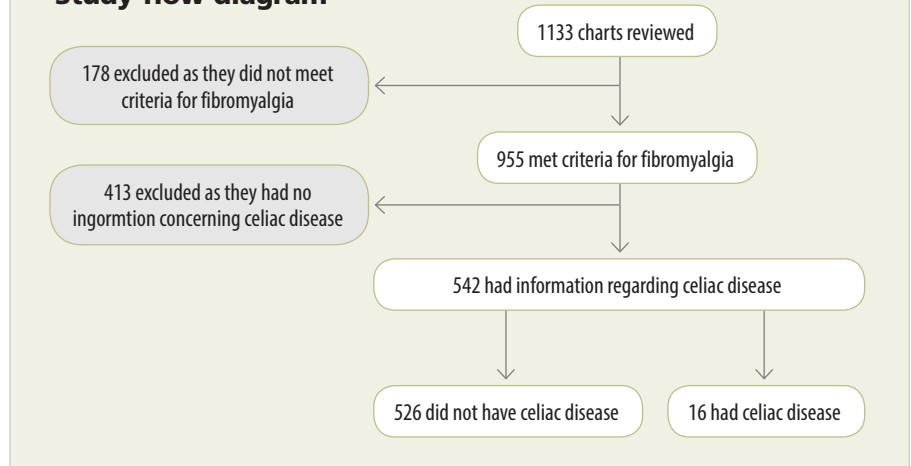 Study flow diagram
1133 charts reviewed
178 excluded as they did not meet
criteria for fibromyalgia
955 met criteria for fibromyalgia
413 excluded as they had no
ingormtion concerning celiac disease
542 had information regarding celiac disease
526 did not have celiac disease
16 had celiac disease